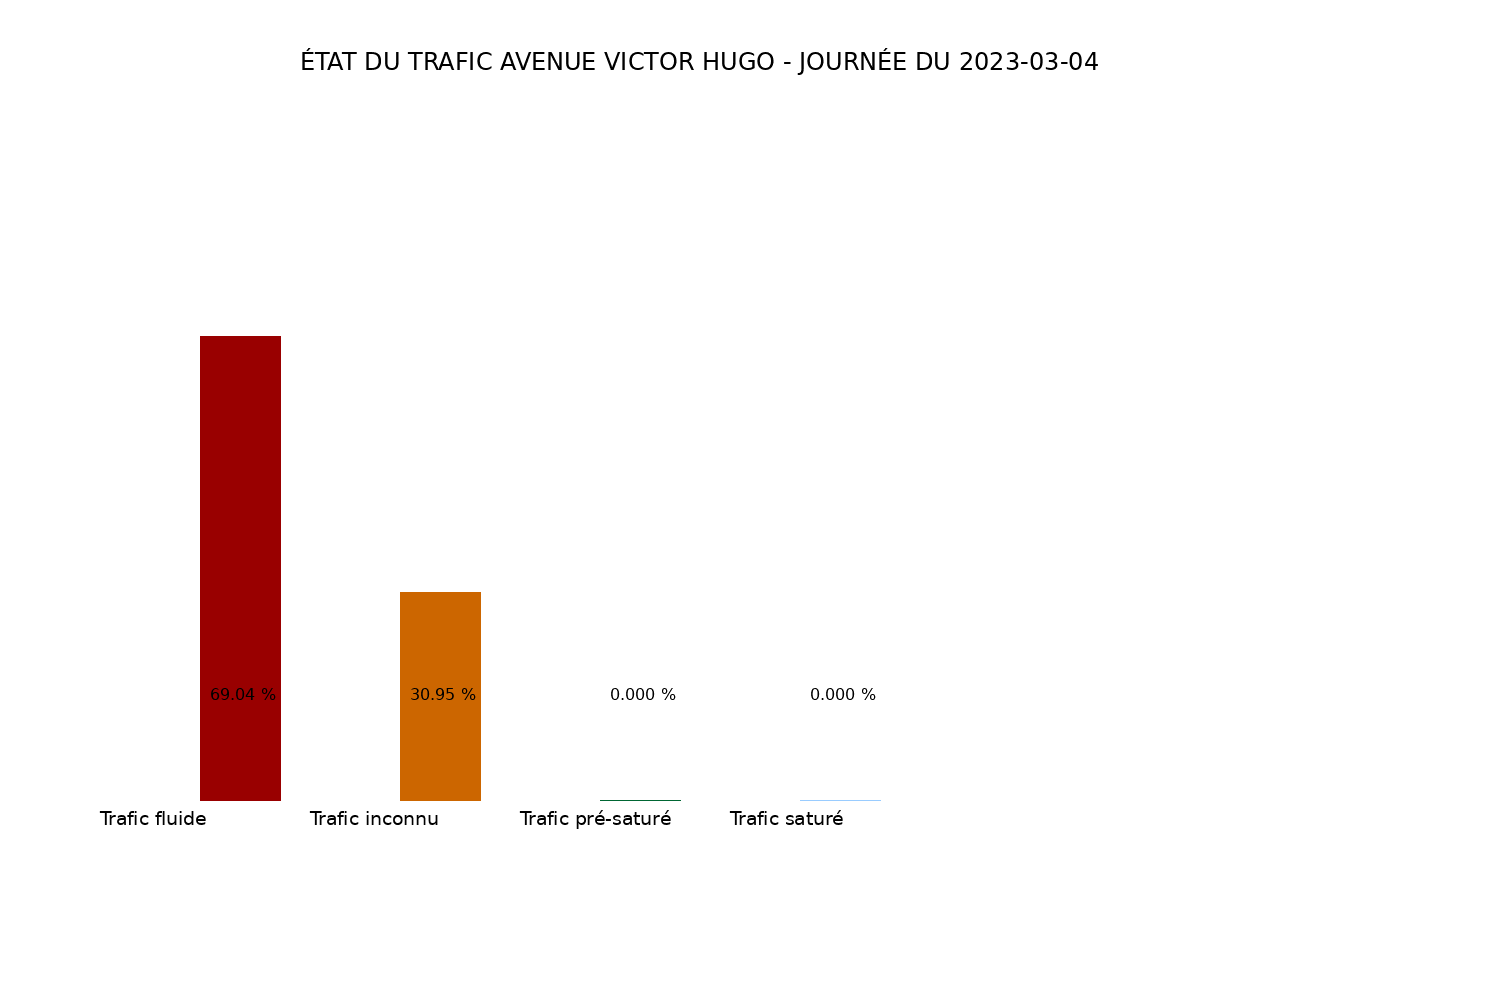 ÉTAT DU TRAFIC AVENUE VICTOR HUGO - JOURNÉE DU 2023-03-04
69.04 % 30.95 % 0.000 % 0.000 %
Trafic fluide Trafic inconnu Trafic pré-saturé Trafic saturé